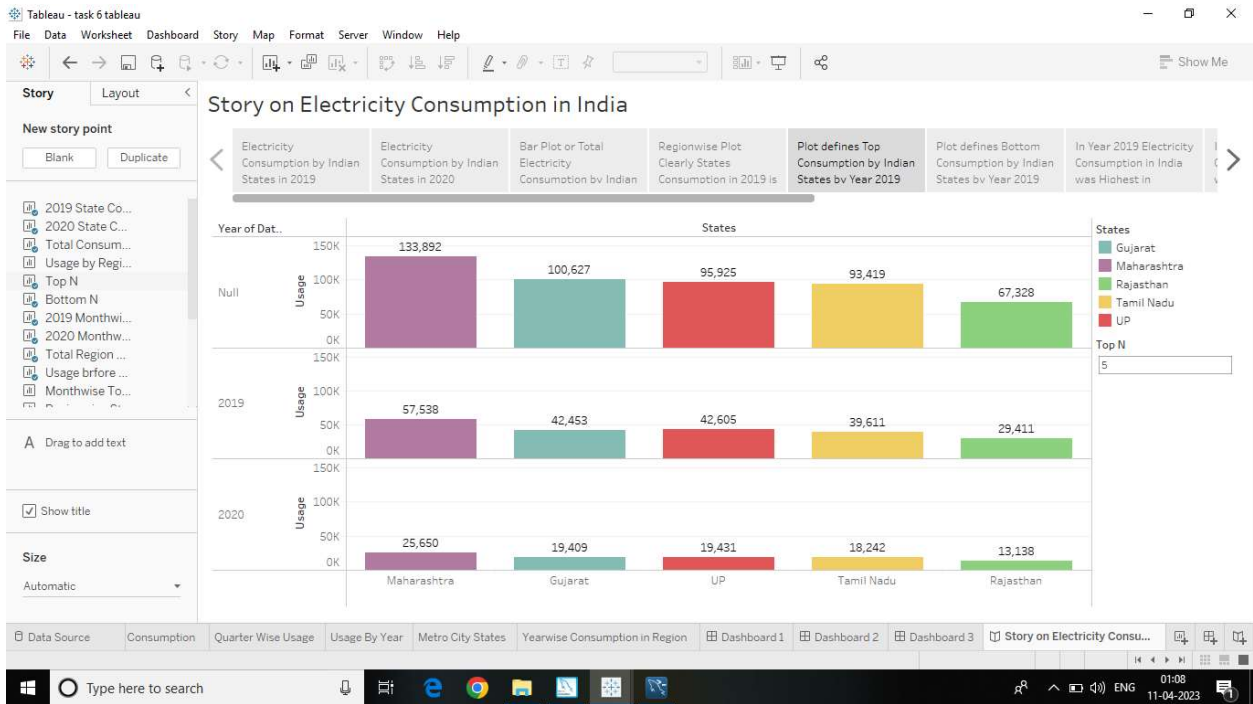 Tableau - task 6 tableau
File Data Worksheet Dashboard Story Map Format Server Window Help
Show Me
Story Layout
New story point
Blank Duplicate
2019 State Co...
2020 State C...
Total Consum...
Usage by Regi...
Top N
Bottom N
2019 Monthwi...
2020 Monthw...
Total Region ...
Usage brfore ...
Monthwise To...
A Drag to add text
Show title
Size
Automatic
Story on Electricity Consumption in India
Electricity
Consumption by Indian
States in 2019
Electricity
Consumption by Indian
States in 2020
Bar Plot or Total
Electricity
Consumption by Indian
Regionwise Plot
Clearly States
Consumption in 2019 is
Plot defines Top
Consumption by Indian
States by Year 2019
Plot defines Bottom
Consumption by Indian
States by Year 2019
In Year 2019 Electricity
Consumption in India
was Highest in
Year of Dat.. States
150K 133,892
100K 100,627 95,925 93,419
Null Usage 67,328
50K
0K
150K
100K
2019 Usage 57,538
50K 42,453 42,605 39,611 29,411
0K
150K
100K
2020 Usage
50K 25,650 19,409 19,431 18,242 13,138
0K
Maharashtra Gujarat UP Tamil Nadu Rajasthan
States
Gujarat
Maharashtra
Rajasthan
Tamil Nadu
UP
Top N
5
Data Source Consumption Quarter Wise Usage Usage By Year Metro City States Yearwise Consumption in Region Dashboard 1 Dashboard 2 Dashboard 3 Story on Electricity Consu...
Type here to search
ENG
01:08
11-04-2023
1